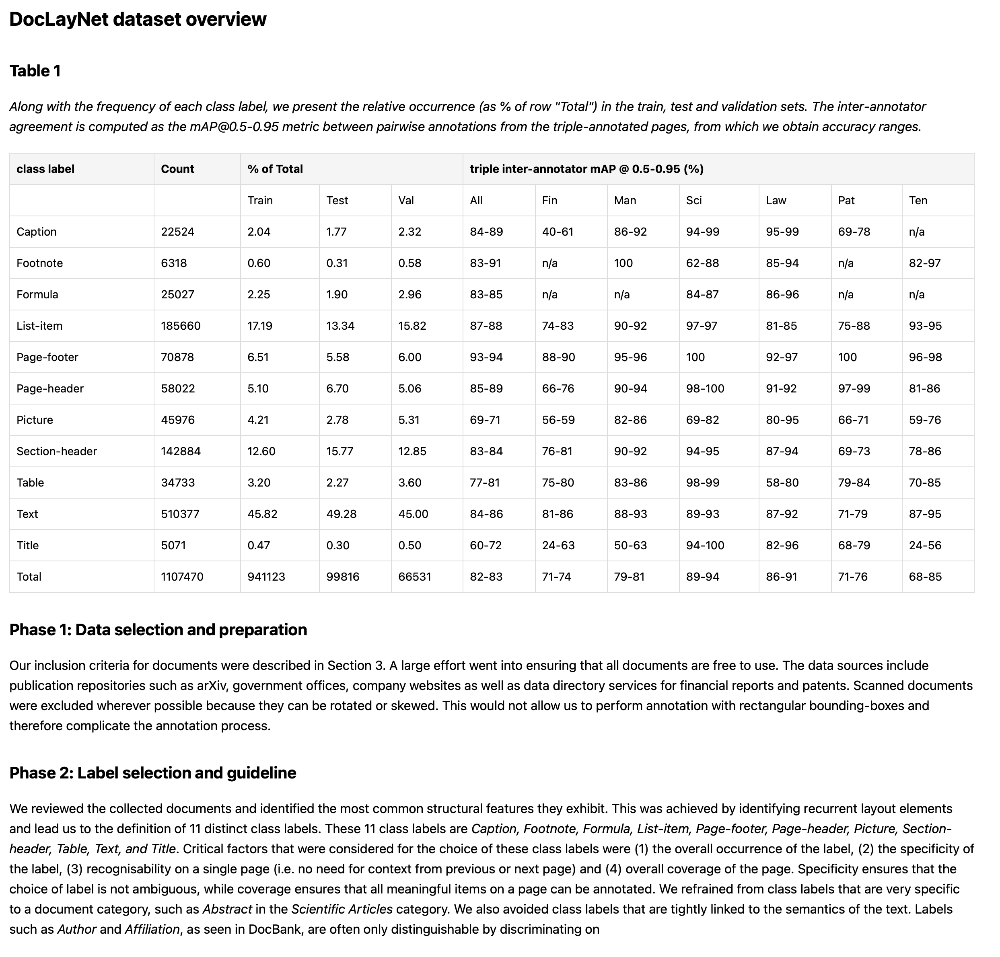 DocLayNet dataset overview
Table 1
Along with the frequency of each class label, we present the relative occurrence (as % of row "Total") in the train, test and validation sets. The inter-annotator
agreement is computed as the mAP@0.5-0.95 metric between pairwise annotations from the triple-annotated pages, from which we obtain accuracy ranges.
class label Count % of Total triple inter-annotator mAP @ 0.5-0.95 (%)
Train Test Val All Fin Man Sci Law Pat Ten
Caption 22524 2.04 1.77 2.32 84-89 40-61 86-92 94-99 95-99 69-78 n/a
Footnote 6318 0.60 0.31 0.58 83-91 n/a 100 62-88 85-94 n/a 82-97
Formula 25027 2.25 1.90 2.96 83-85 n/a n/a 84-87 86-96 n/a n/a
List-item 185660 17.19 13.34 15.82 87-88 74-83 90-92 97-97 81-85 75-88 93-95
Page-footer 70878 6.51 5.58 6.00 93-94 88-90 95-96 100 92-97 100 96-98
Page-header 58022 5.10 6.70 5.06 85-89 66-76 90-94 98-100 91-92 97-99 81-86
Picture 45976 4.21 2.78 5.31 69-71 56-59 82-86 69-82 80-95 66-71 59-76
Section-header 142884 12.60 15.77 12.85 83-84 76-81 90-92 94-95 87-94 69-73 78-86
Table 34733 3.20 2.27 3.60 77-81 75-80 83-86 98-99 58-80 79-84 70-85
Text 510377 45.82 49.28 45.00 84-86 81-86 88-93 89-93 87-92 71-79 87-95
Title 5071 0.47 0.30 0.50 60-72 24-63 50-63 94-100 82-96 68-79 24-56
Total 1107470 941123 99816 66531 82-83 71-74 79-81 89-94 86-91 71-76 68-85
Phase 1: Data selection and preparation
Our inclusion criteria for documents were described in Section 3. A large effort went into ensuring that all documents are free to use. The data sources include
publication repositories such as arXiv, government offices, company websites as well as data directory services for financial reports and patents. Scanned documents
were excluded wherever possible because they can be rotated or skewed. This would not allow us to perform annotation with rectangular bounding-boxes and
therefore complicate the annotation process.
Phase 2: Label selection and guideline
We reviewed the collected documents and identified the most common structural features they exhibit. This was achieved by identifying recurrent layout elements
and lead us to the definition of 11 distinct class labels. These 11 class labels are Caption, Footnote, Formula, List-item, Page-footer, Page-header, Picture, Section-
header, Table, Text, and Title. Critical factors that were considered for the choice of these class labels were (1) the overall occurrence of the label, (2) the specificity of
the label, (3) recognisability on a single page (i.e. no need for context from previous or next page) and (4) overall coverage of the page. Specificity ensures that the
choice of label is not ambiguous, while coverage ensures that all meaningful items on a page can be annotated. We refrained from class labels that are very specific
to a document category, such as Abstract in the Scientific Articles category. We also avoided class labels that are tightly linked to the semantics of the text. Labels
such as Author and Affiliation, as seen in DocBank, are often only distinguishable by discriminating on